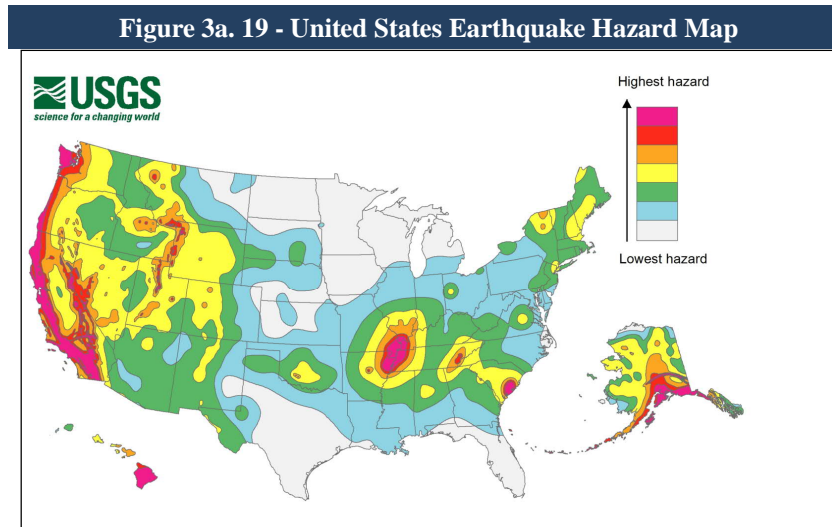 Figure 3a. 19 - United States Earthquake Hazard Map
USGS
science for a changing world
Highest hazard
Lowest hazard